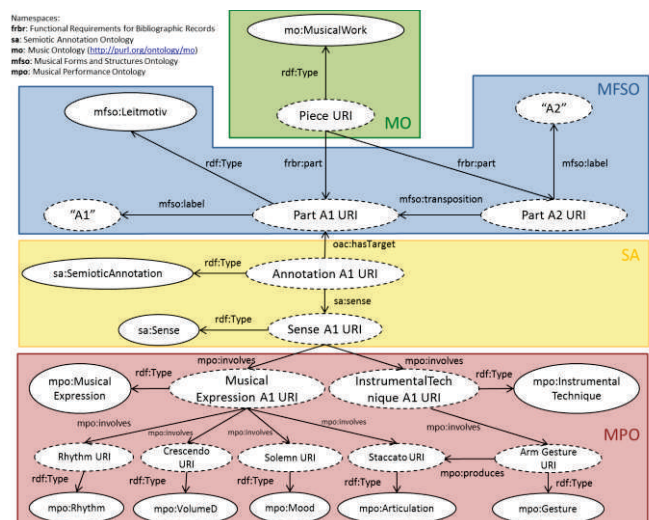 Namespaces:
frbr: Functional Requirements for Bibliographic Records
sa: Semiotic Annotation Ontology
mo: Music Ontology (http://purl.org/ontology/mo)
mfso: Musical Forms and Structures Ontology
mpo: Musical Performance Ontology
mo:MusicalWork
rdf:Type
Piece URI
MO
MFSO
mfso:Leitmotiv
"A2"
rdf:Type
frbr:part
frbr:part
mfso:label
"A1"
mfso:label
Part A1 URI
mfso:transposition
Part A2 URI
oac:hasTarget
SA
sa:SemioticAnnotation
rdf:Type
Annotation A1 URI
sa:sense
sa:Sense
rdf:Type
Sense A1 URI
mpo:involves
mpo:involves
mpo:Musical
Expression
rdf:Type
Musical
Expression A1 URI
InstrumentalTech
nique A1 URI
rdf:Type
mpo:Instrumental
Technique
mpo:involves
mpo:involves
mpo:involves
mpo:involves
mpo:involves
MPO
Rhythm URI
Crescendo
URI
Solemn URI
Staccato URI
mpo:produces
Arm Gesture
URI
rdf:Type
rdf:Type
rdf:Type
rdf:Type
rdf:Type
mpo:Rhythm
mpo:VolumeD
mpo:Mood
mpo:Articulation
mpo:Gesture